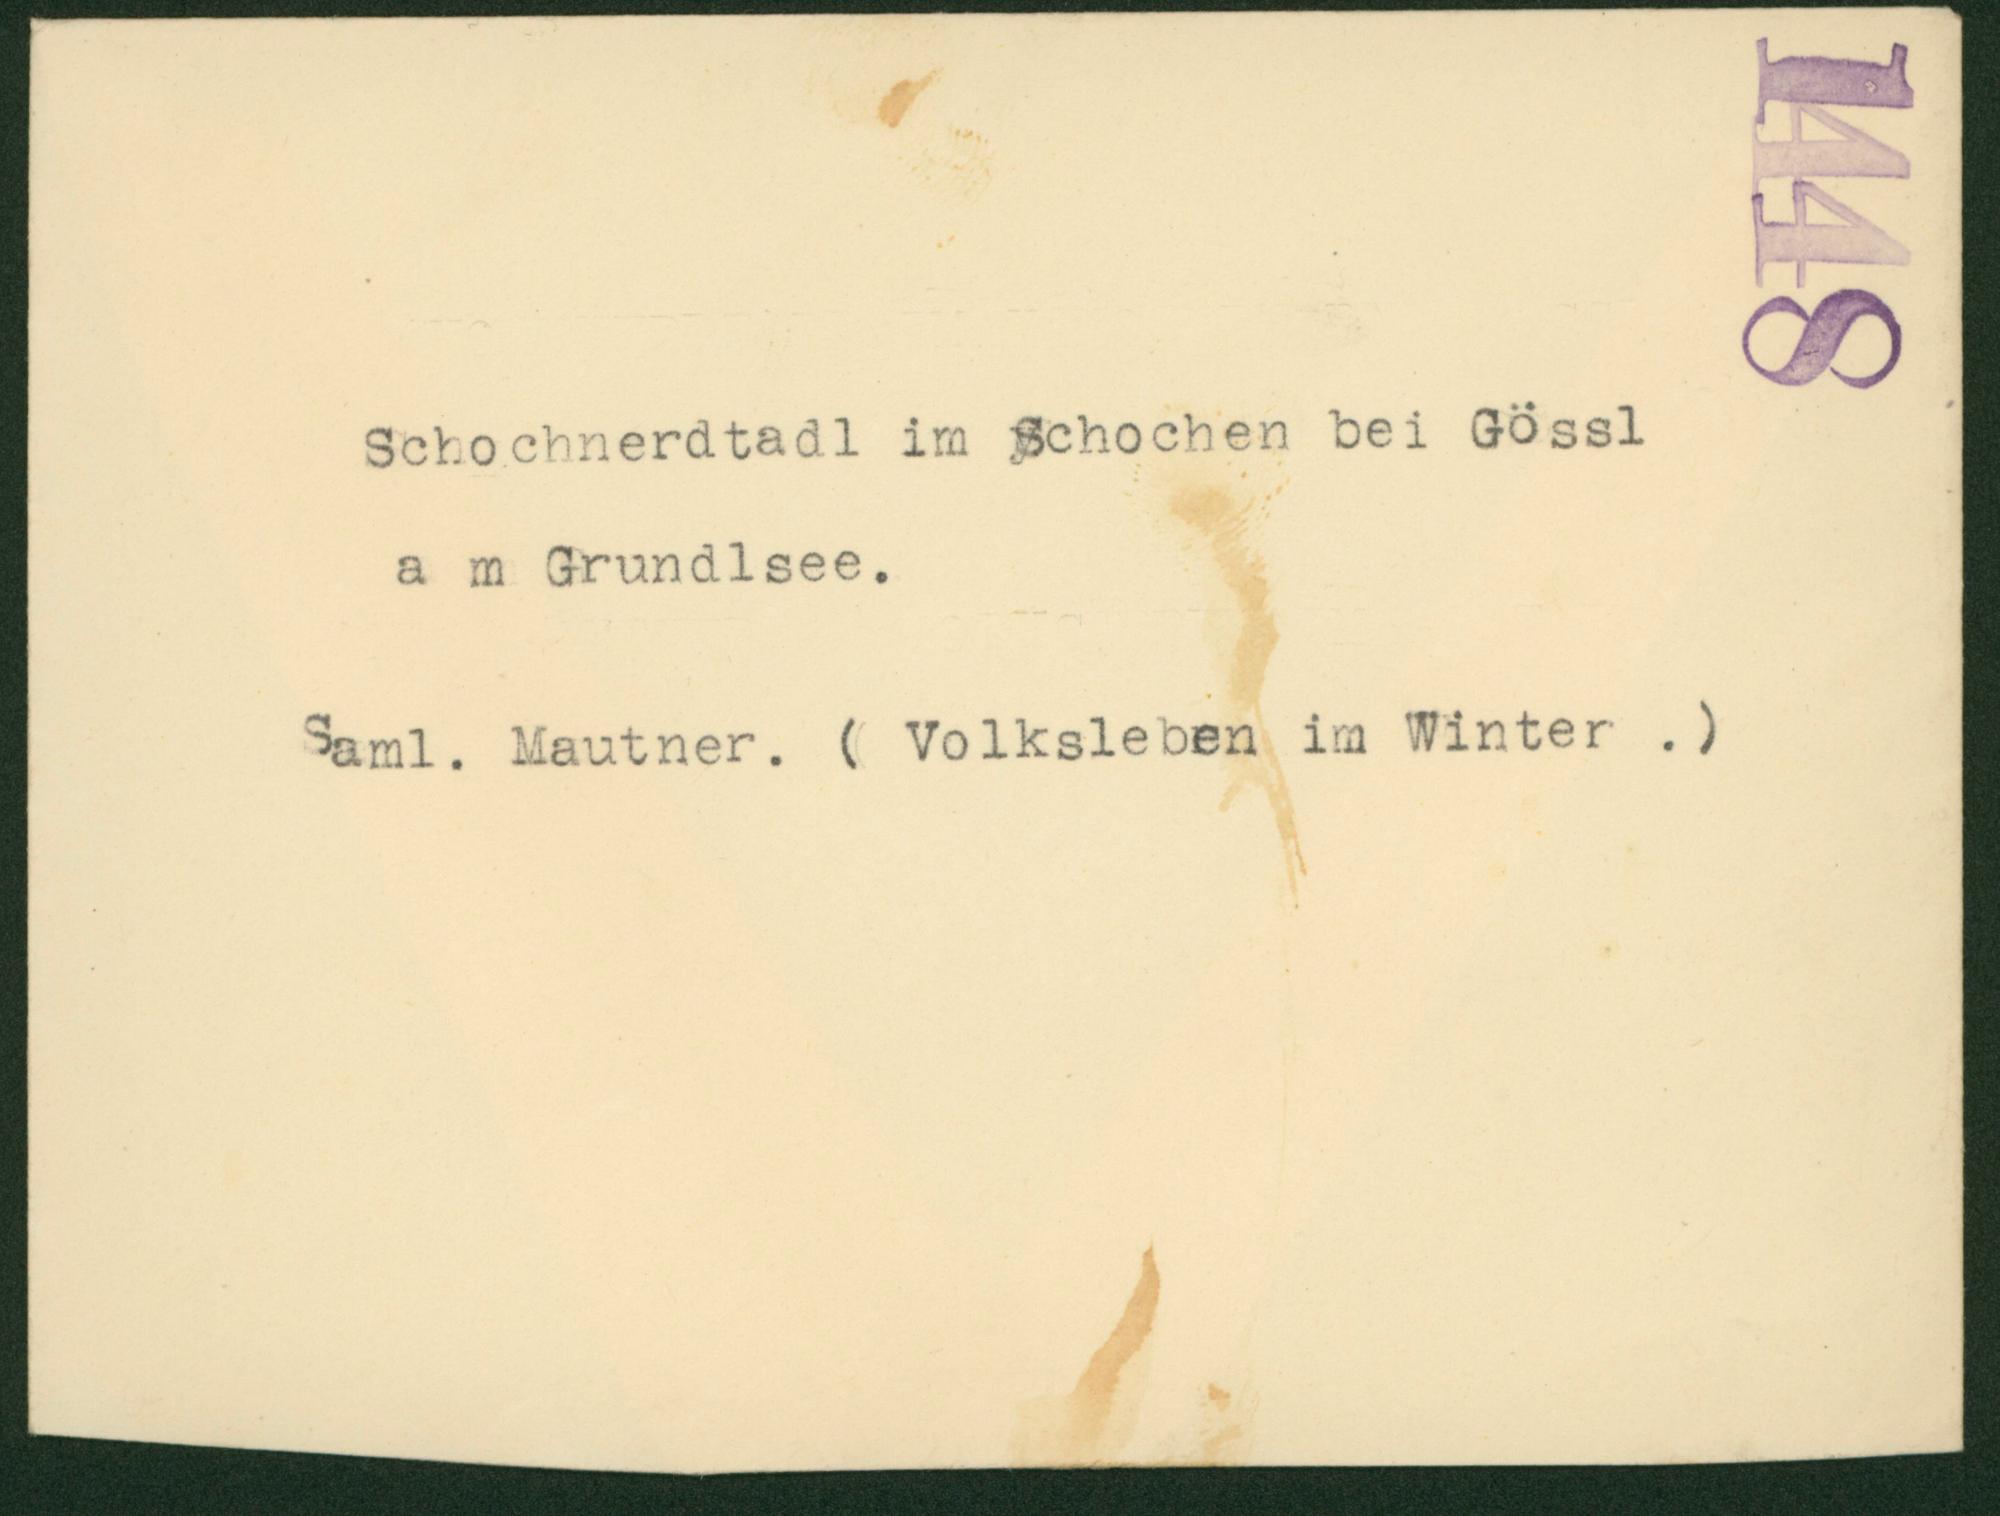 1448
Schochnerdtadl im Schochen bei Gössl
a m Grundlsee.
Saml. Mautner. ( Volksleben im Winter .)